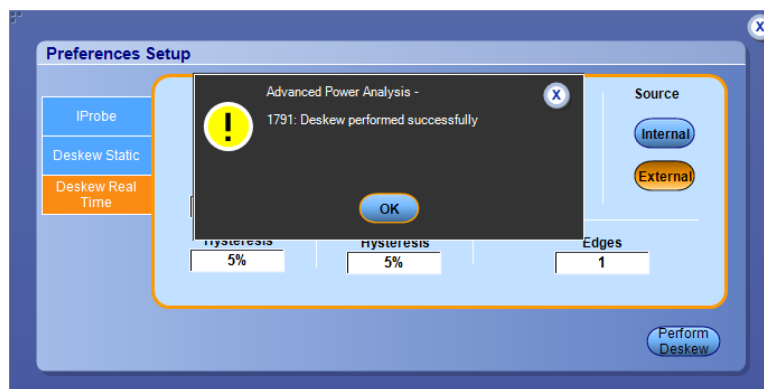 X
Preferences Setup
Advanced Power Analysis -
X
1791: Deskew performed successfully
!
OK
IProbe
Deskew Static
Deskew Real
Time
Source
Internal
External
Hysteresis
Hysteresis
Edges
5%
5%
1
Perform
Deskew